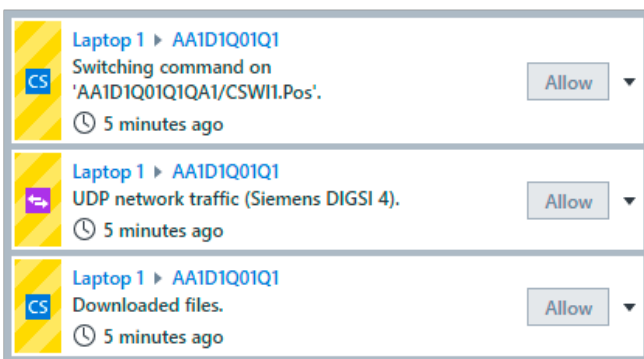 Laptop 1 ▸ AA1D1Q01Q1
Switching command on
'AA1D1Q01Q1QA1/CSWI1.Pos'.
CS
Allow
5 minutes ago
Laptop 1 ▸ AA1D1Q01Q1
UDP network traffic (Siemens DIGSI 4).
Allow
5 minutes ago
Laptop 1 ▸ AA1D1Q01Q1
CS
Downloaded files.
Allow
5 minutes ago